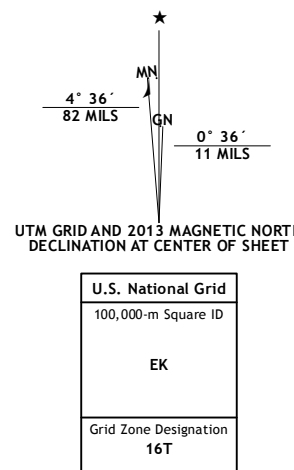 ★
MN
4° 36´
82 MILS
GN
0° 36´
11 MILS
UTM GRID AND 2013 MAGNETIC NORTH
DECLINATION AT CENTER OF SHEET
U.S. National Grid
100,000-m Square ID
EK
Grid Zone Designation
16T